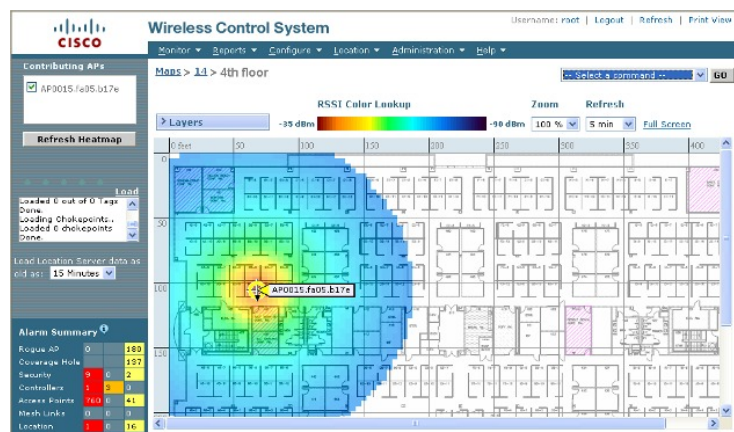 Username: root | Logout | Refresh | Print View
CISCO
Wireless Control System
Monitor Reports Configure Location Administration Help
Contributing APs
AP0015.fa05.b17e
Refresh Heatmap
Maps > 14 > 4th floor
-- Select a command -- GO
RSSI Color Lookup
Zoom Refresh
> Layers -35 dBm -90 dBm 100 % 5 min Full Screen
0 feet 50 100 150 200 250 300 350 400
0
50
100
150
AP0015.fa05.b17e
Load
Loaded 0 out of 0 Tags
Done.
Loading Chokepoints..
Loaded 0 chokepoints
Done.
Load Location Server data as
old as: 15 Minutes
Alarm Summary
Rogue AP 0 180
Coverage Hole 197
Security 9 0 2
Controllers 1 3 0
Access Points 760 0 41
Mesh Links 0 0 0
Location 1 0 16